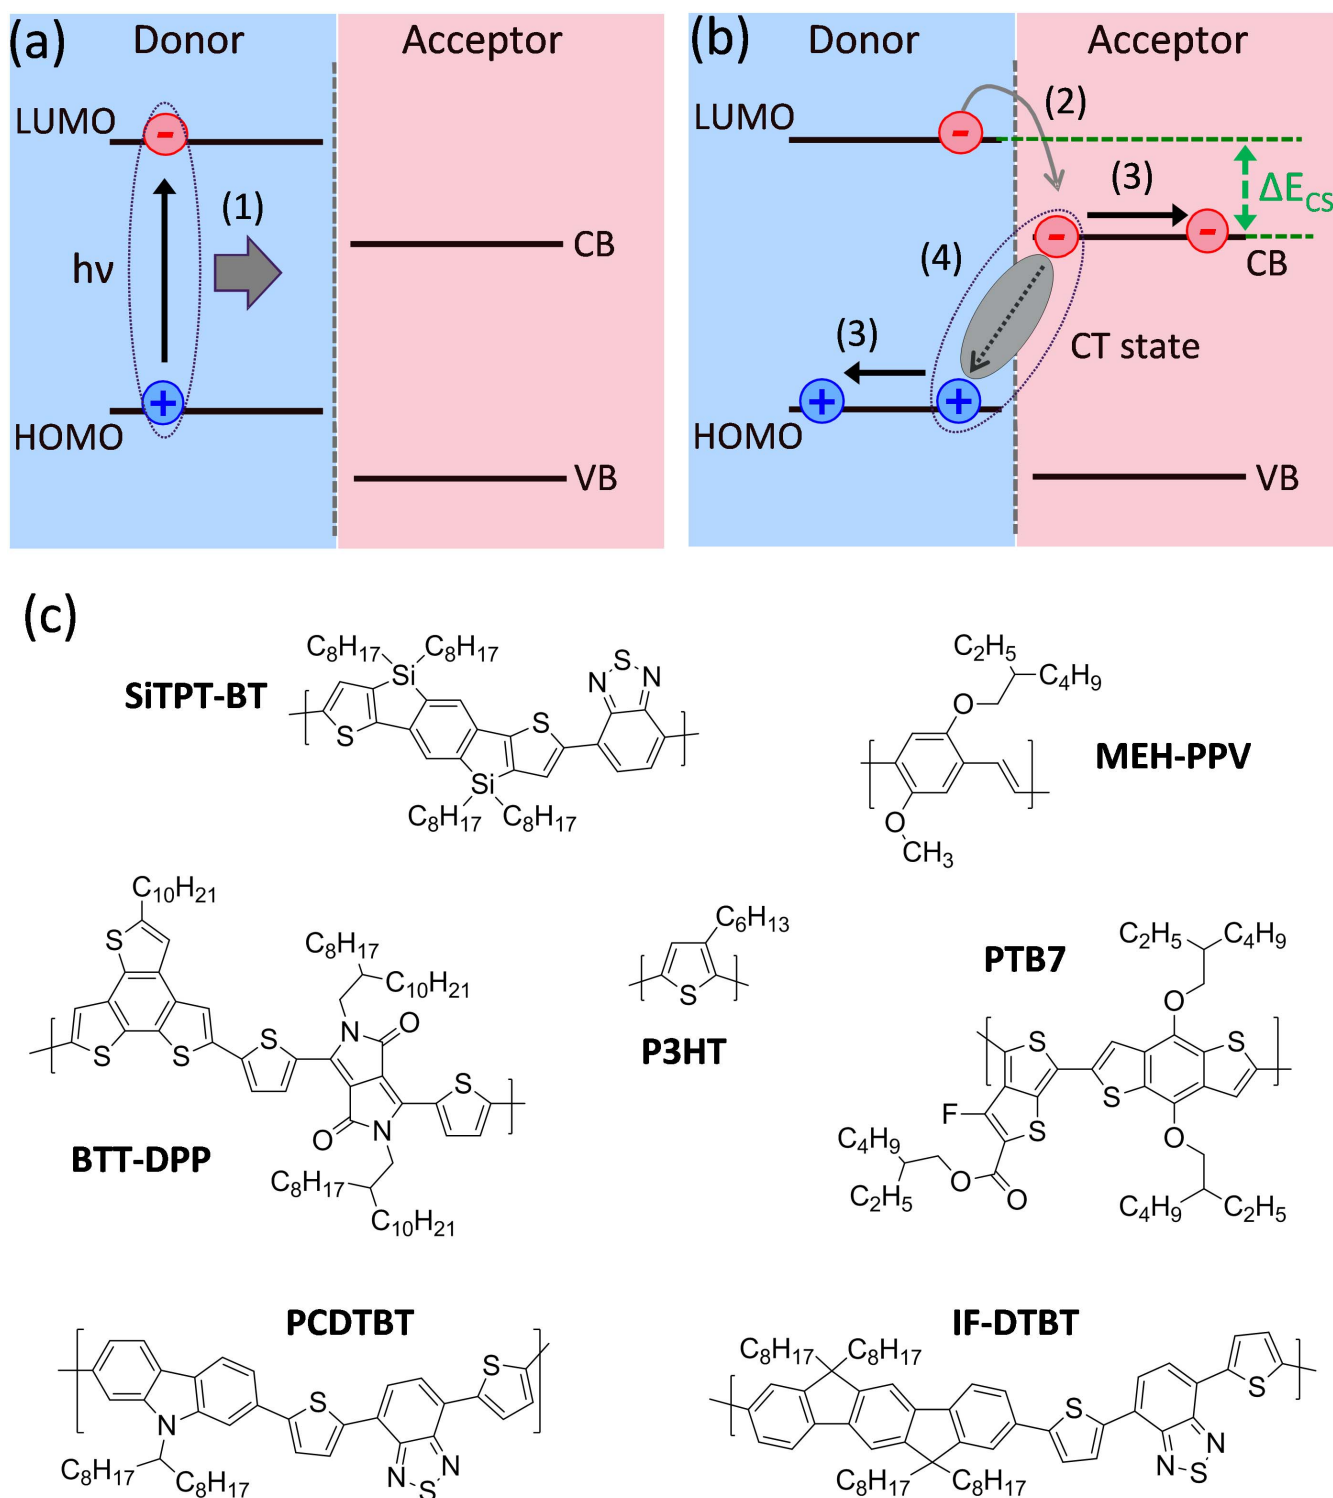 (a) Donor Acceptor
LUMO
-
(1)
hν
CB
+
HOMO
VB
(b) Donor Acceptor
LUMO
-
(2)
(3)
ΔE_CS
-
-
(4)
CB
(3)
CT state
+
+
HOMO
VB
(c)
SiTPT-BT
C₈H₁₇ C₈H₁₇
Si
S
N N
S
S
Si
C₈H₁₇ C₈H₁₇
MEH-PPV
C₂H₅
C₄H₉
O
O
CH₃
BTT-DPP
C₁₀H₂₁
S
C₈H₁₇
C₁₀H₂₁
N
O
S
S
S
S
O
N
C₈H₁₇
C₁₀H₂₁
C₆H₁₃
S
P3HT
PTB7
C₂H₅ C₄H₉
O
S
S
F
S
S
O
C₄H₉
C₂H₅
O
O
C₄H₉ C₂H₅
PCDTBT
S
S
N
N
N
S
C₈H₁₇ C₈H₁₇
IF-DTBT
C₈H₁₇ C₈H₁₇
S
S
N
N
S
C₈H₁₇ C₈H₁₇